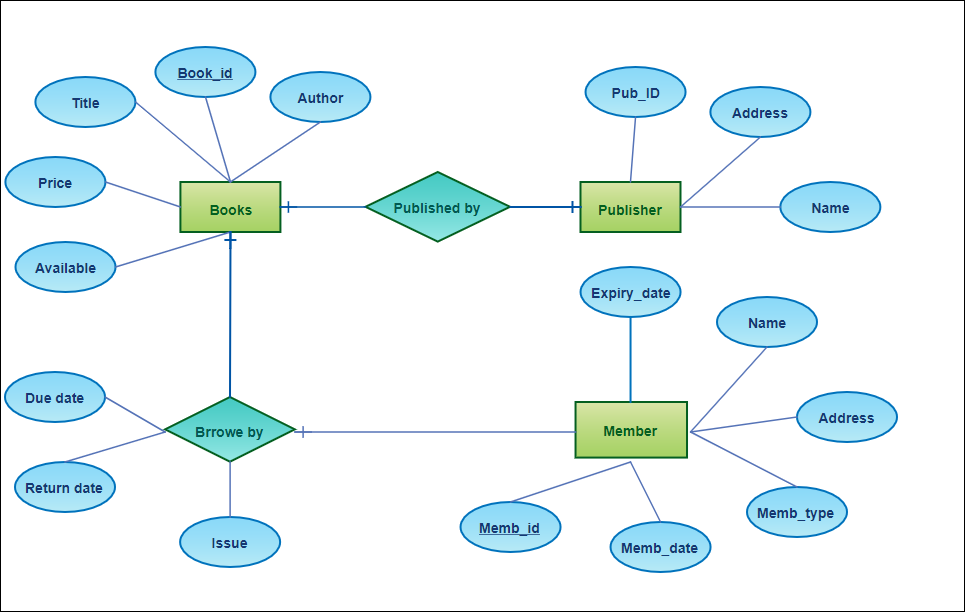 Book_id
Title
Author
Pub_ID
Address
Price
Books
Published by
Publisher
Name
Available
Expiry_date
Name
Due date
Address
Brrowe by
Member
Return date
Memb_type
Memb_id
Issue
Memb_date